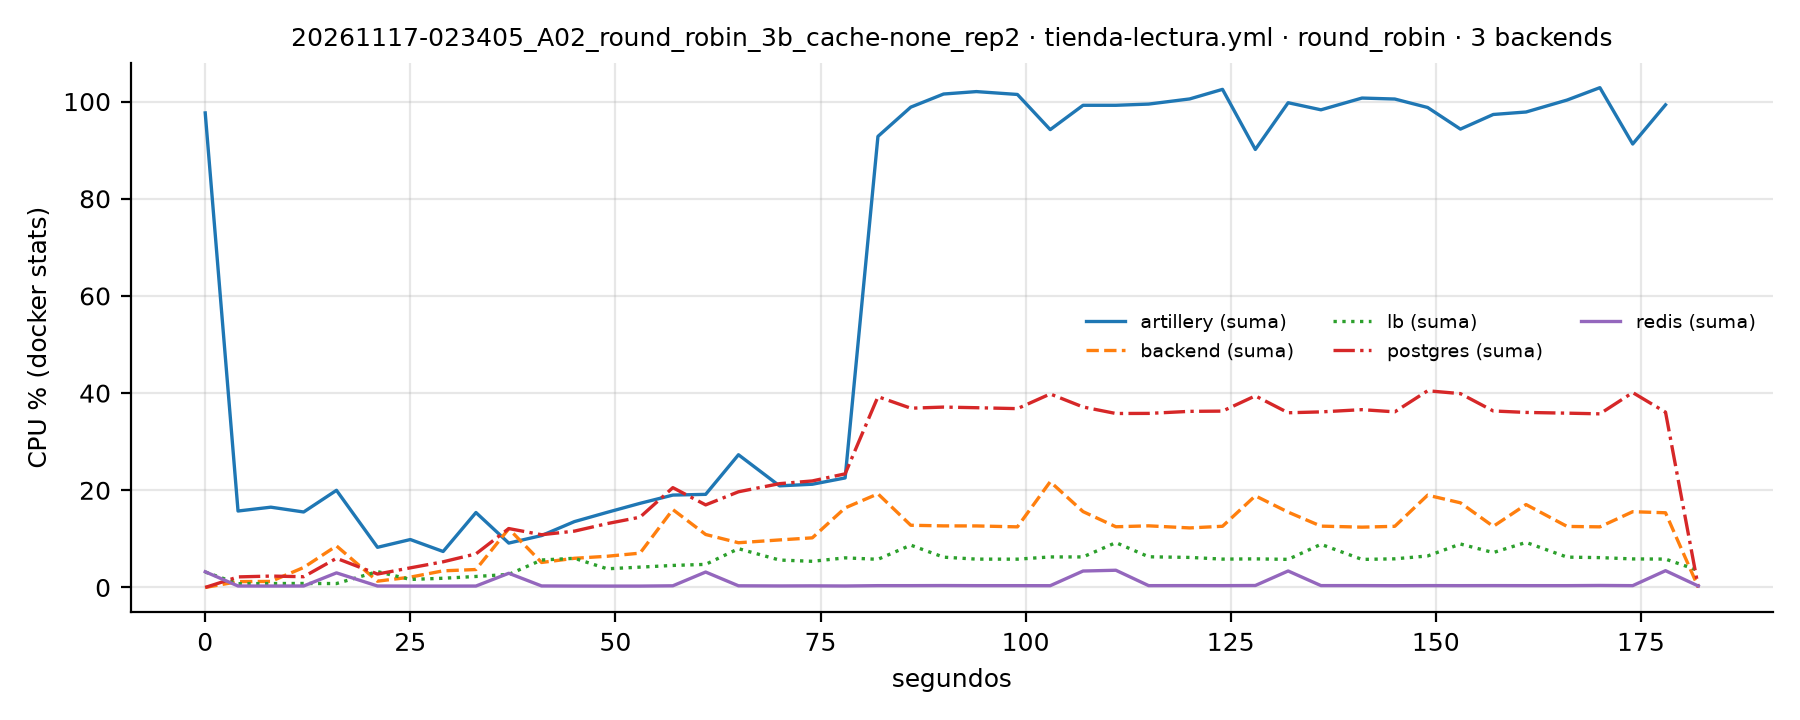 20261117-023405_A02_round_robin_3b_cache-none_rep2 · tienda-lectura.yml · round_robin · 3 backends
CPU % (docker stats)
100
80
60
40
20
0
artillery (suma)
backend (suma)
lb (suma)
postgres (suma)
redis (suma)
0 25 50 75 100 125 150 175
segundos